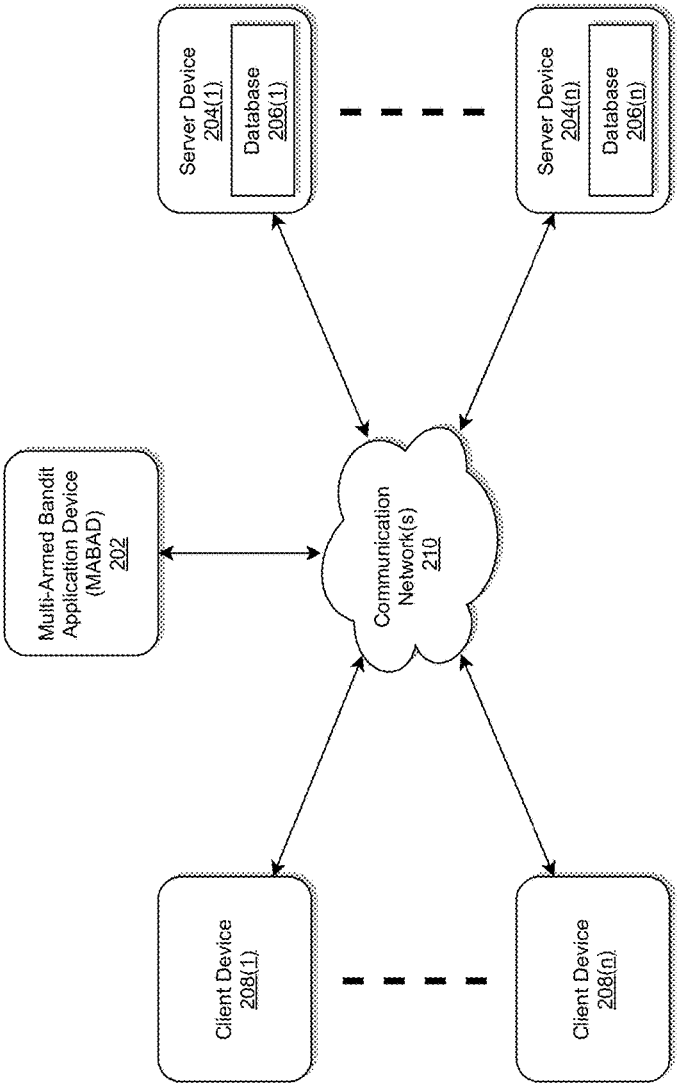 Multi-Armed Bandit
Application Device
(MABAD)
202
Client Device
208(1)
Communication
Network(s)
210
Server Device
204(1)
Database
206(1)
Client Device
208(n)
Server Device
204(n)
Database
206(n)